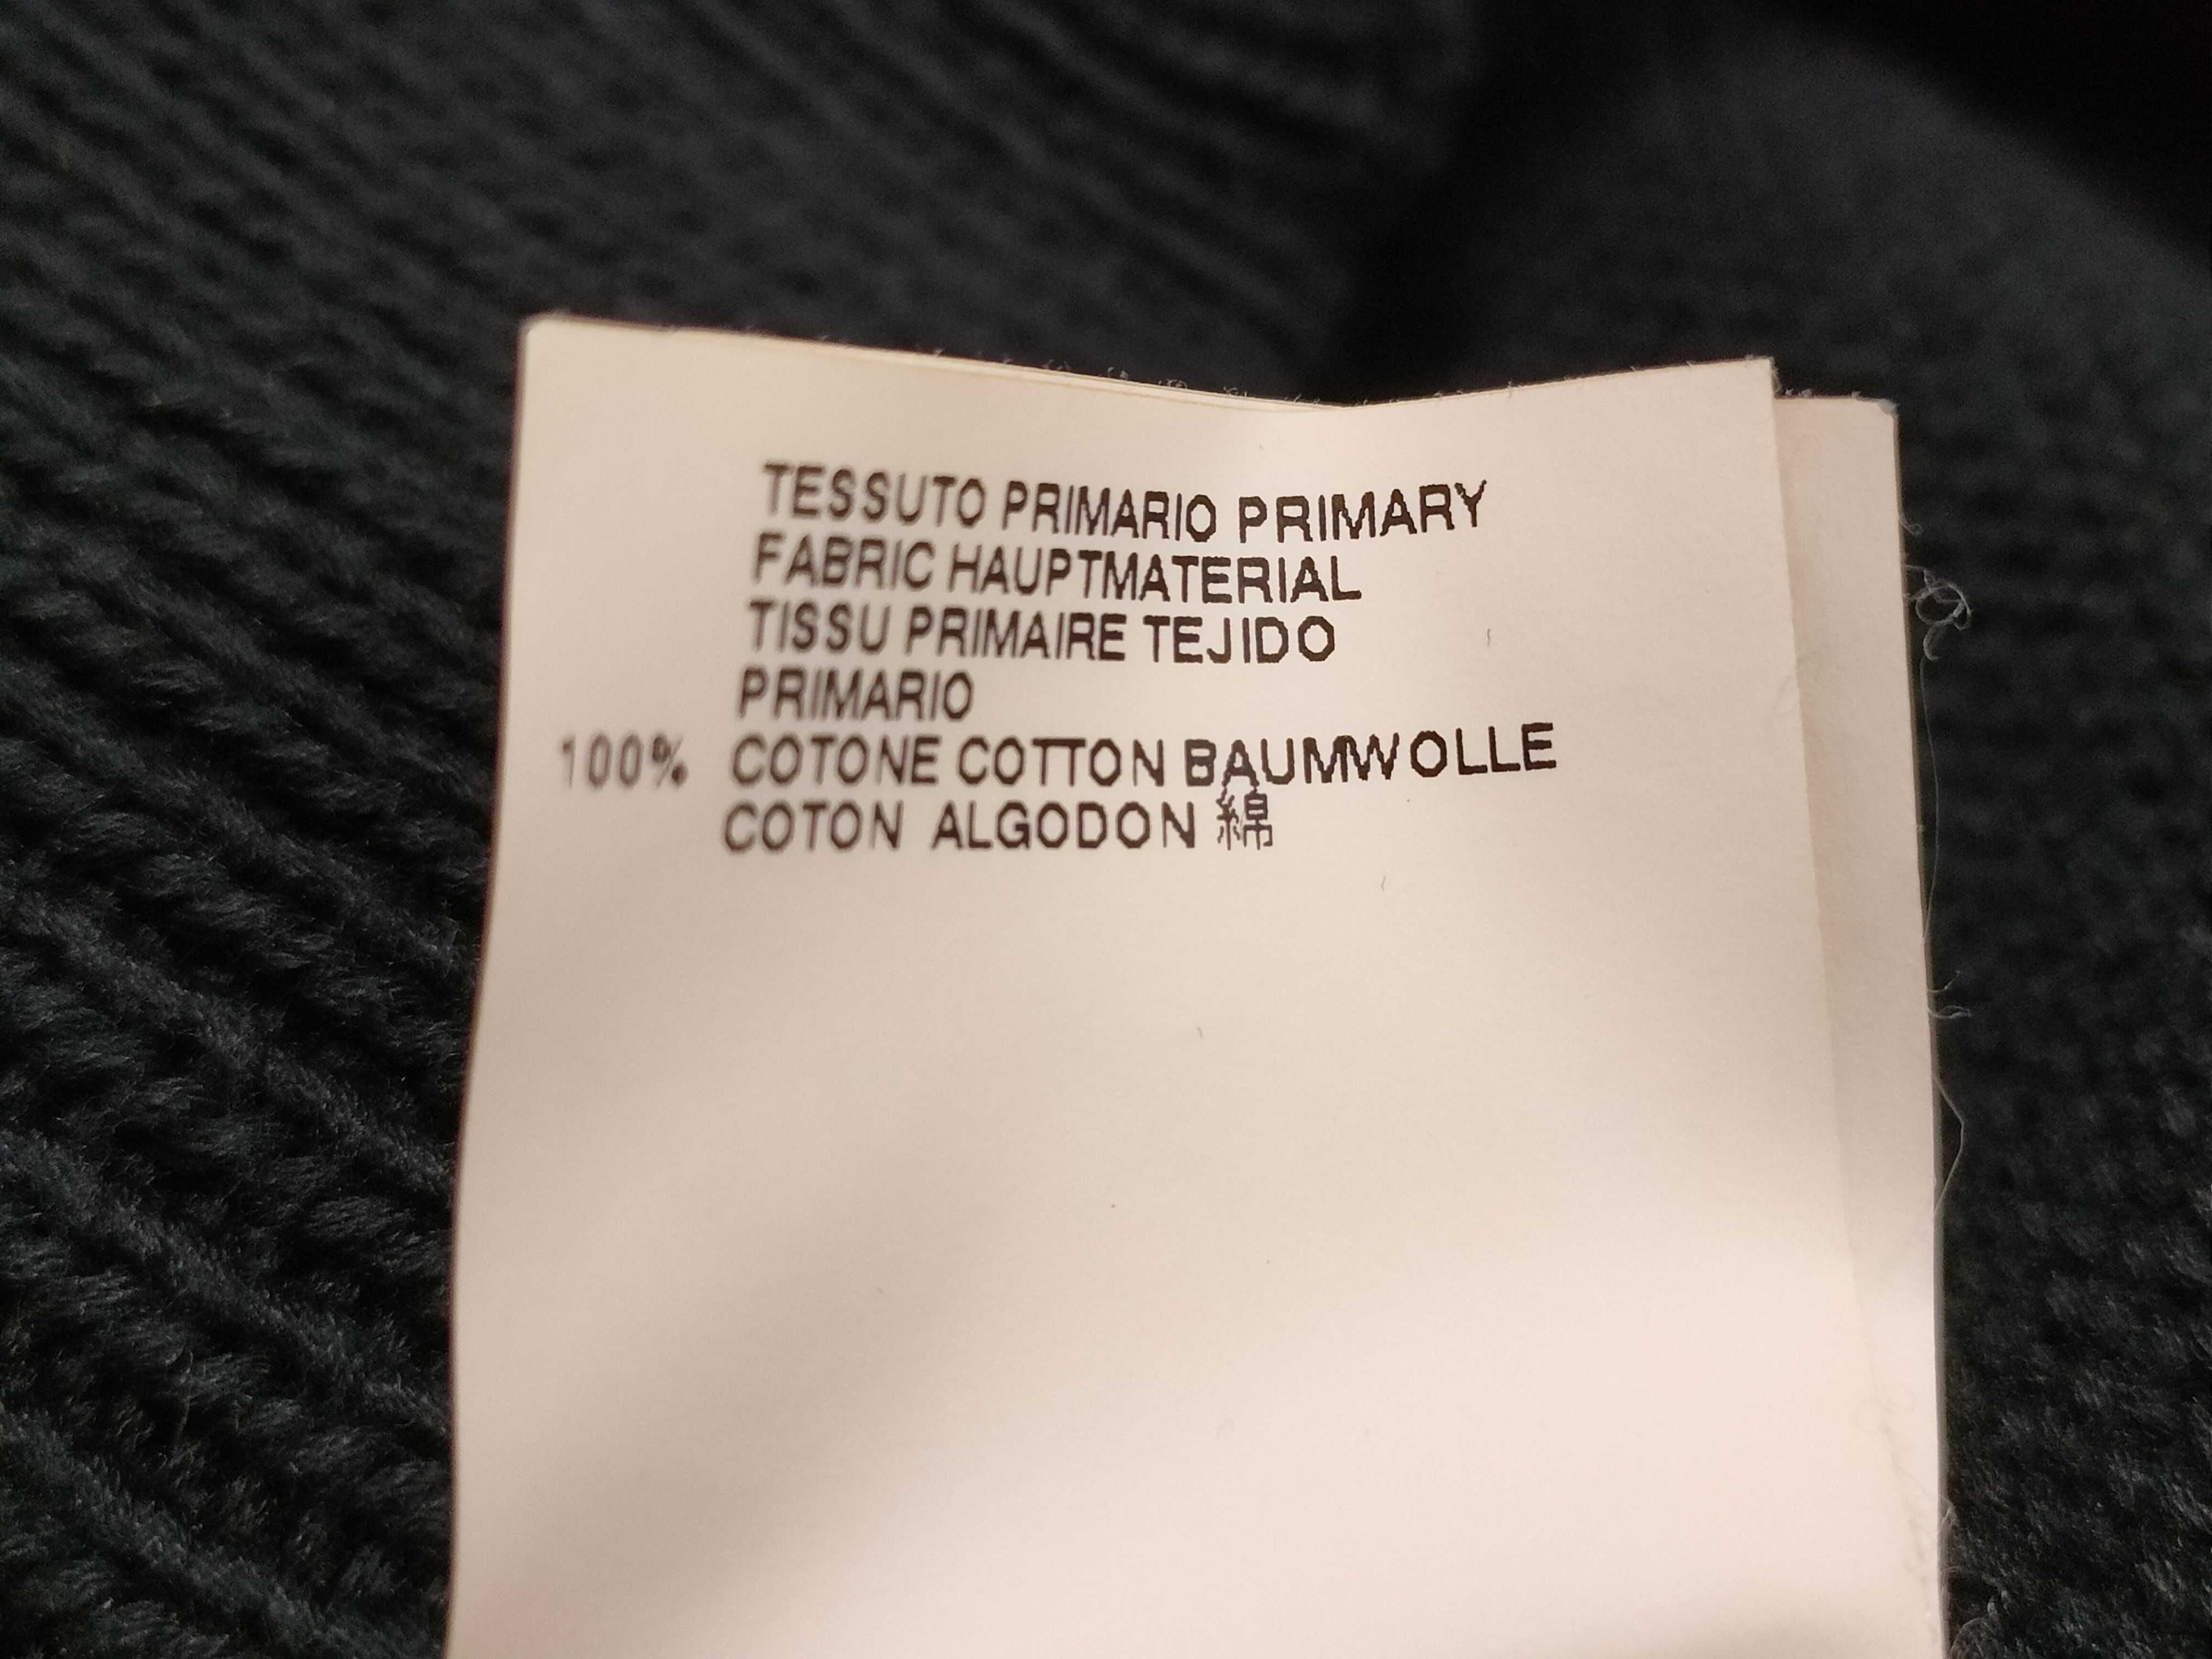 TESSUTO PRIMARIO PRIMARY
FABRIC HAUPTMATERIAL
TISSU PRIMAIRE TEJIDO
PRIMARIO
100% COTONE COTTON BAUMWOLLE
COTON ALGODON 綿